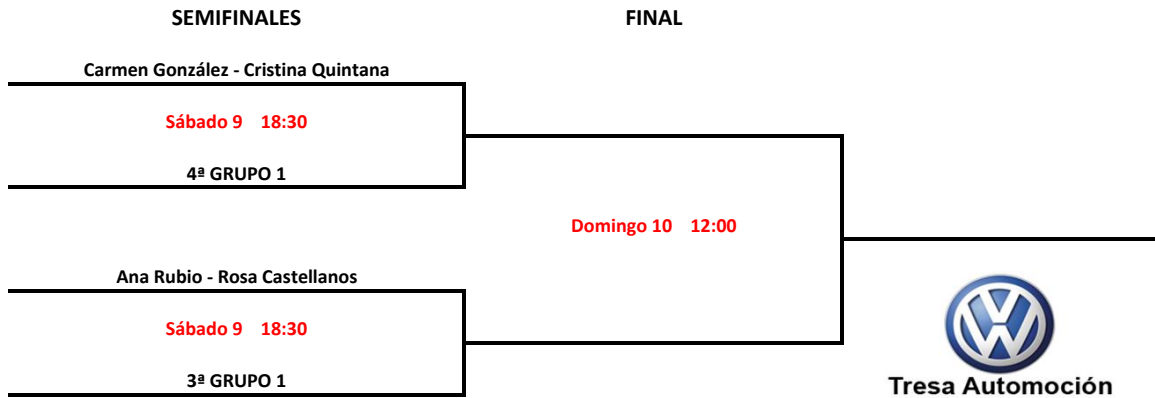 SEMIFINALES FINAL
Carmen González - Cristina Quintana
Sábado 9 18:30
4ª GRUPO 1
Domingo 10 12:00
Ana Rubio - Rosa Castellanos
Sábado 9 18:30
3ª GRUPO 1
Tresa Automoción